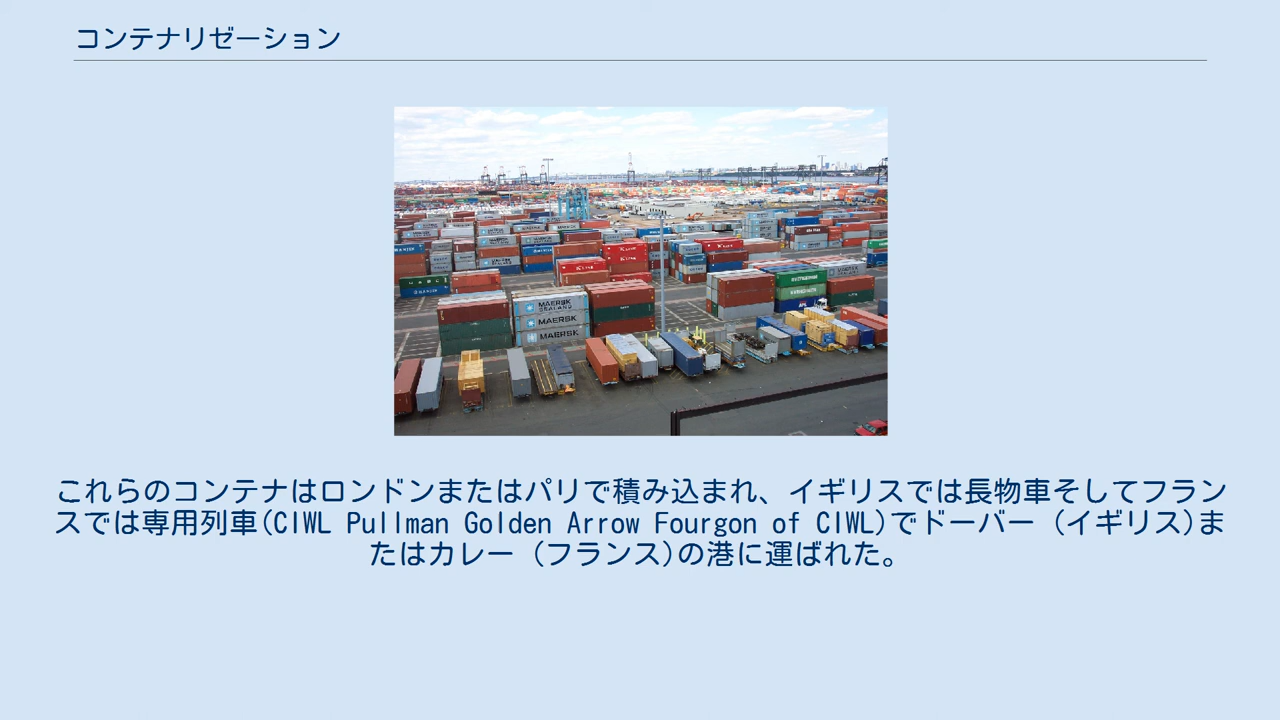 コンテナリゼーション
MAERSK
SEALAND
MAERSK
MAERSK
これらのコンテナはロンドンまたはパリで積み込まれ、イギリスでは長物車そしてフラン
スでは専用列車(CIWL Pullman Golden Arrow Fourgon of CIWL)でドーバー (イギリス)ま
たはカレー (フランス)の港に運ばれた。